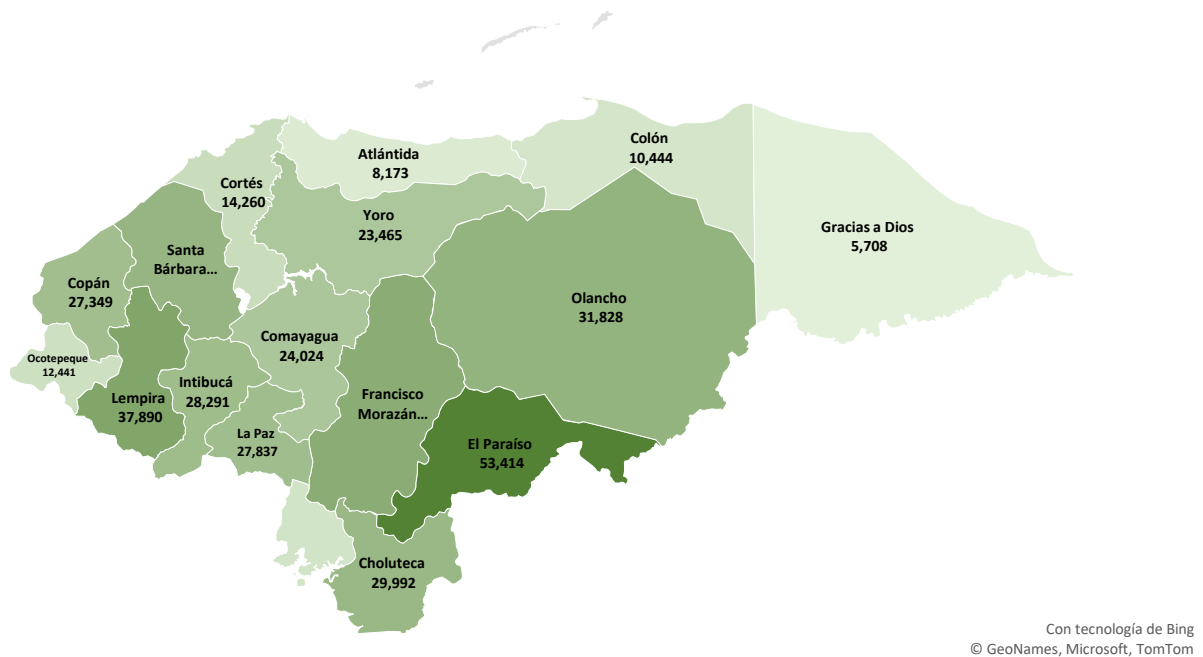 Colón
10,444
Atlántida
8,173
Cortés
14,260
Yoro
23,465
Gracias a Dios
5,708
Santa
Bárbara...
Copán
27,349
Olancho
31,828
Comayagua
24,024
Ocotepeque
12,441
Intibucá
28,291
Lempira
37,890
Francisco
Morazán...
La Paz
27,837
El Paraíso
53,414
Choluteca
29,992
Con tecnología de Bing
© GeoNames, Microsoft, TomTom